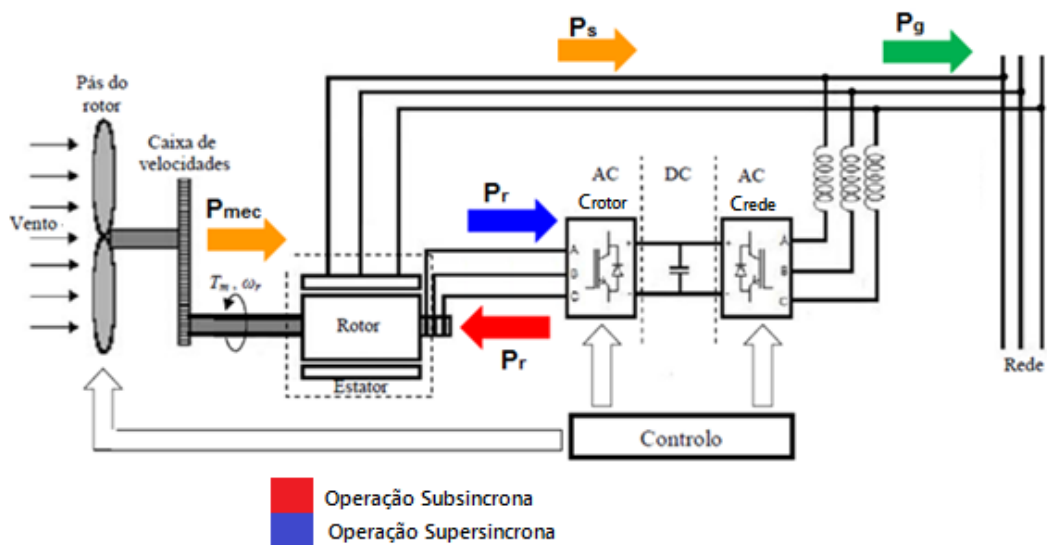 Ps
Pg
Pás do
rotor
Caixa de
velocidades
Vento
Pmec
Tm , ωr
Pr
AC
DC
AC
Crotor
Crede
A
B
C
+
-
+
-
A
B
C
Rotor
Estator
Pr
Rede
Controlo
Operação Subsincrona
Operação Supersincrona